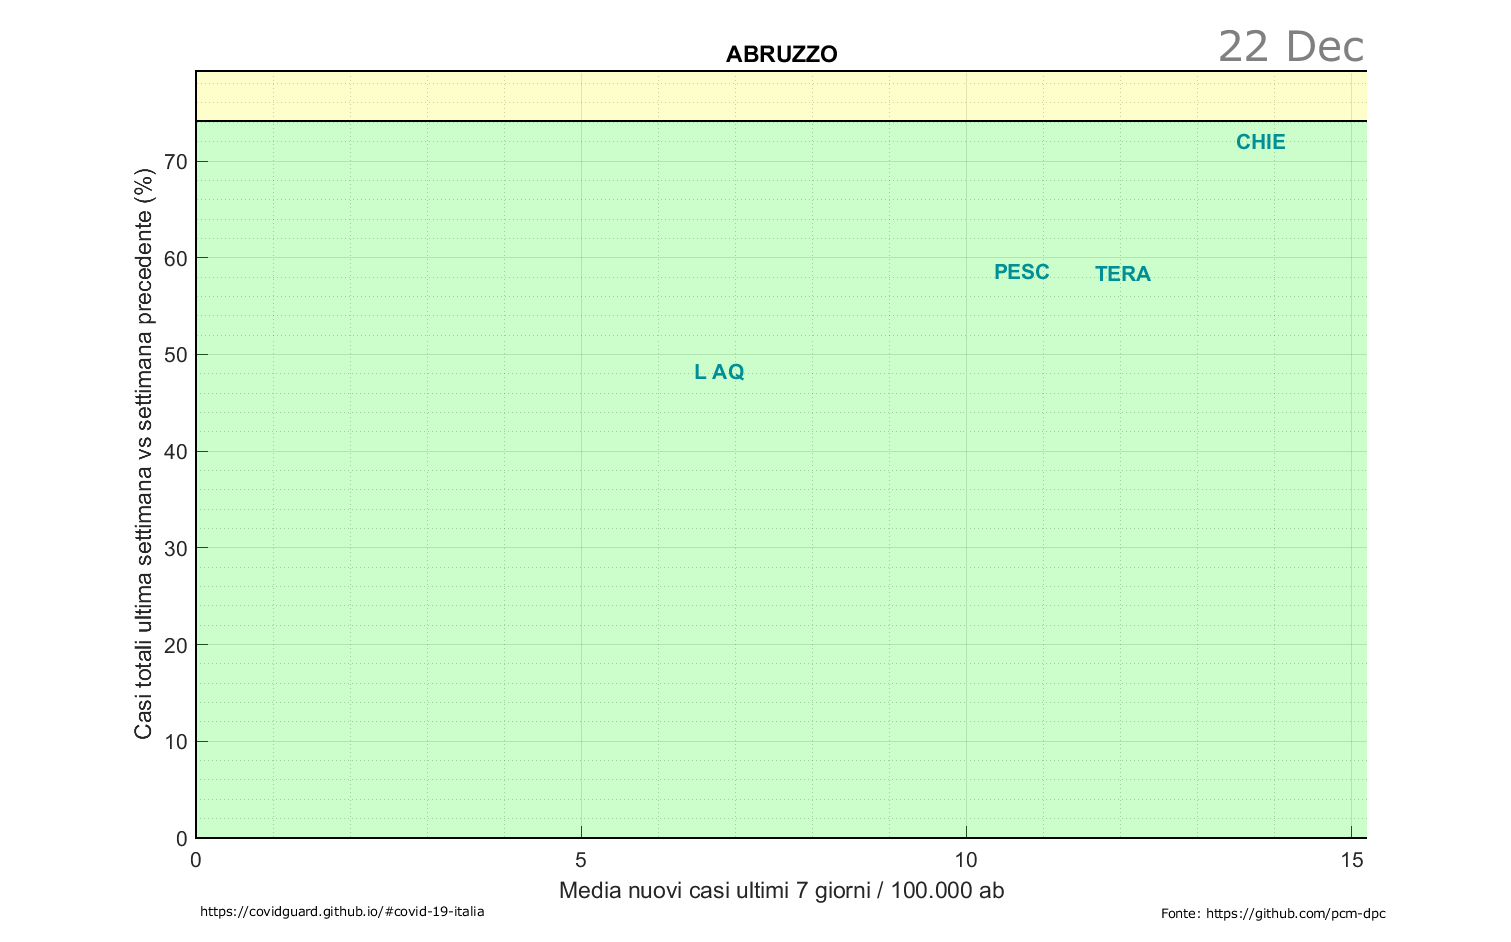 22 Dec
ABRUZZO
Casi totali ultima settimana vs settimana precedente (%)
70
60
50
40
30
20
10
0
CHIE
PESC
TERA
L AQ
0
5
10
15
Media nuovi casi ultimi 7 giorni / 100.000 ab
https://covidguard.github.io/#covid-19-italia
Fonte: https://github.com/pcm-dpc